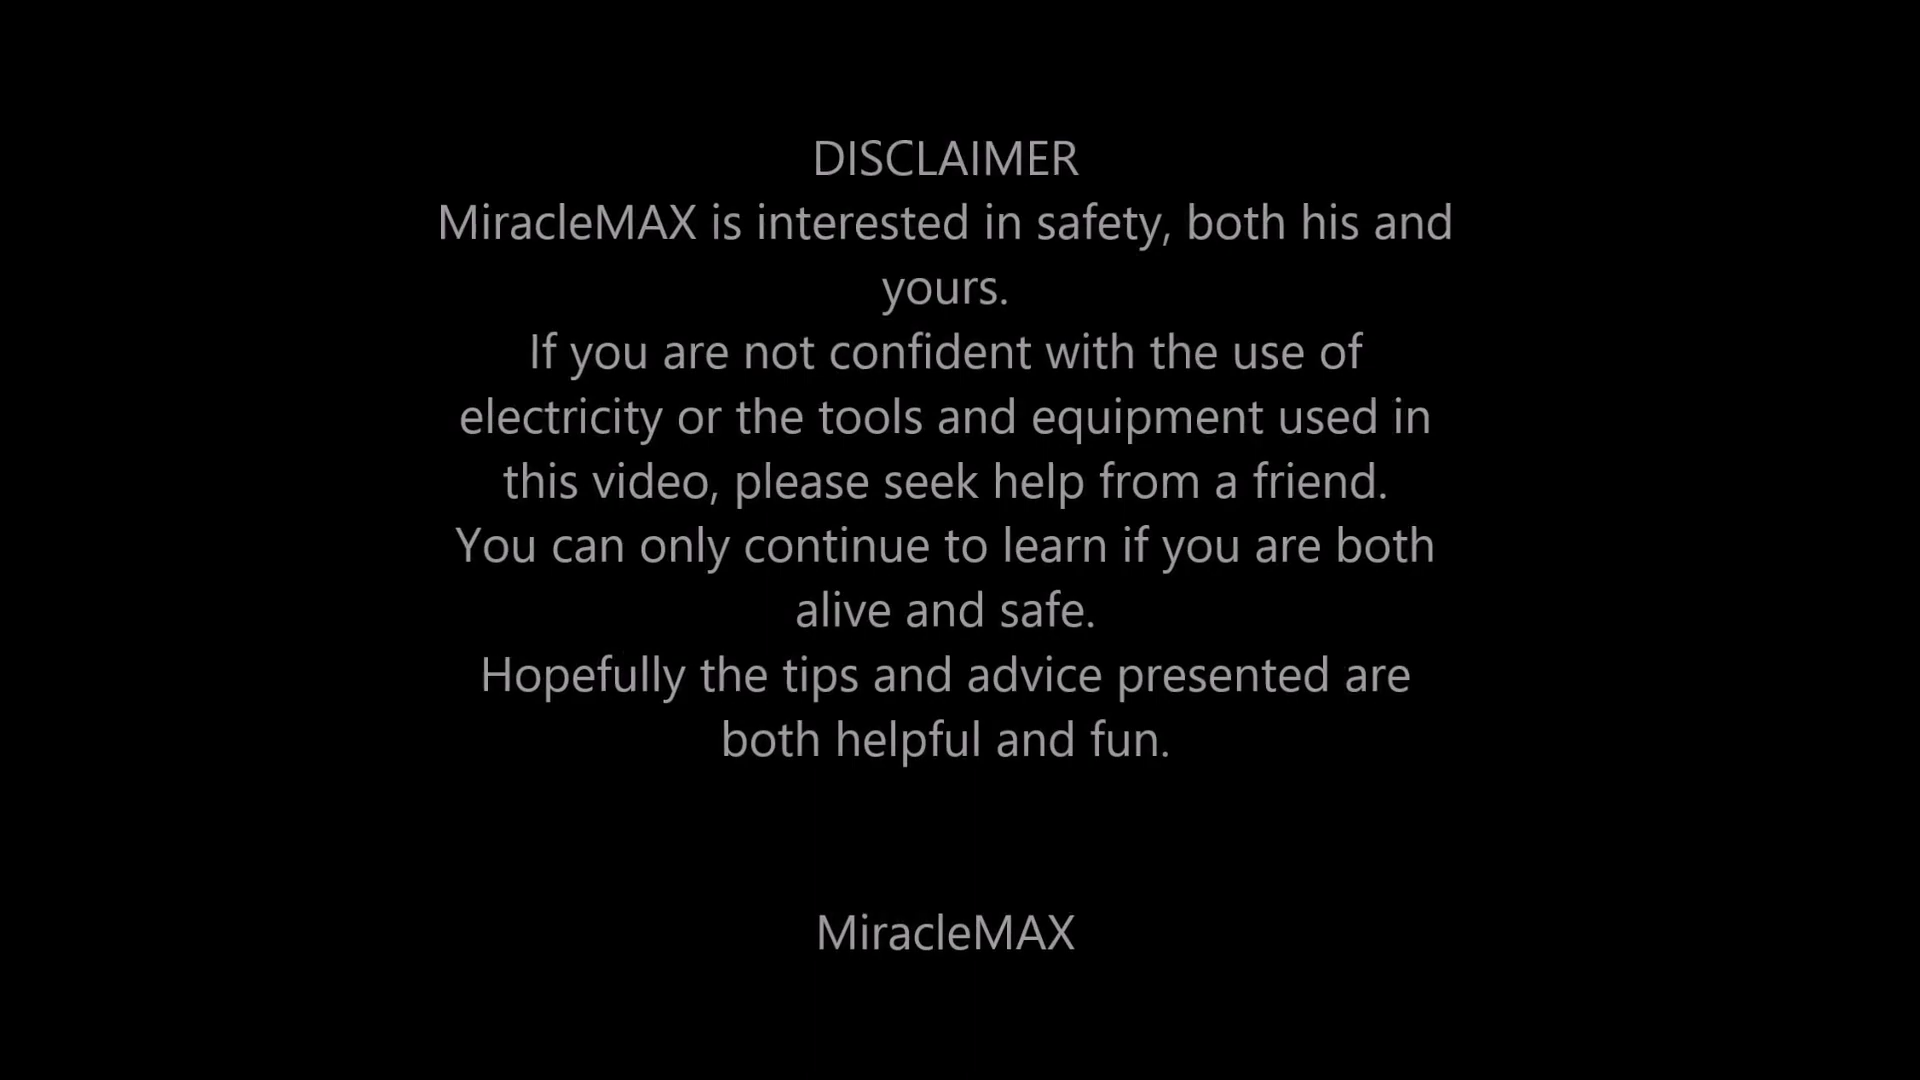 DISCLAIMER
MiracleMAX is interested in safety, both his and
yours.
If you are not confident with the use of
electricity or the tools and equipment used in
this video, please seek help from a friend.
You can only continue to learn if you are both
alive and safe.
Hopefully the tips and advice presented are
both helpful and fun.
MiracleMAX